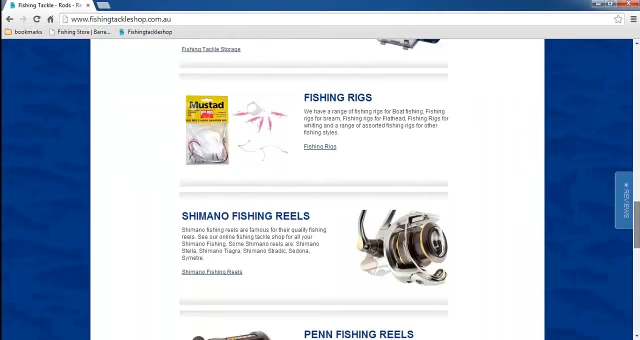 Fishing Tackle - Rods - Re
www.fishingtackleshop.com.au
bookmarks
Fishing Store | Barra...
Fishingtackleshop
Fishing Tackle Storage
FISHING RIGS
Mustad
We have a range of fishing rigs for Boat fishing, Fishing
rigs for bream, Fishing rigs for Flathead, Fishing Rigs for
whiting and a range of assorted fishing rigs for other
fishing styles.
Fishing Rigs
REVIEWS
SHIMANO FISHING REELS
Shimano fishing reels are famous for their quality fishing
reels. See our online fishing tackle shop for all your
Shimano Fishing. Some Shimano reels are: Shimano
Stella, Shimano Tiagra, Shimano Stradic, Sedona,
Symetre.
Shimano Fishing Reels
PENN FISHING REELS